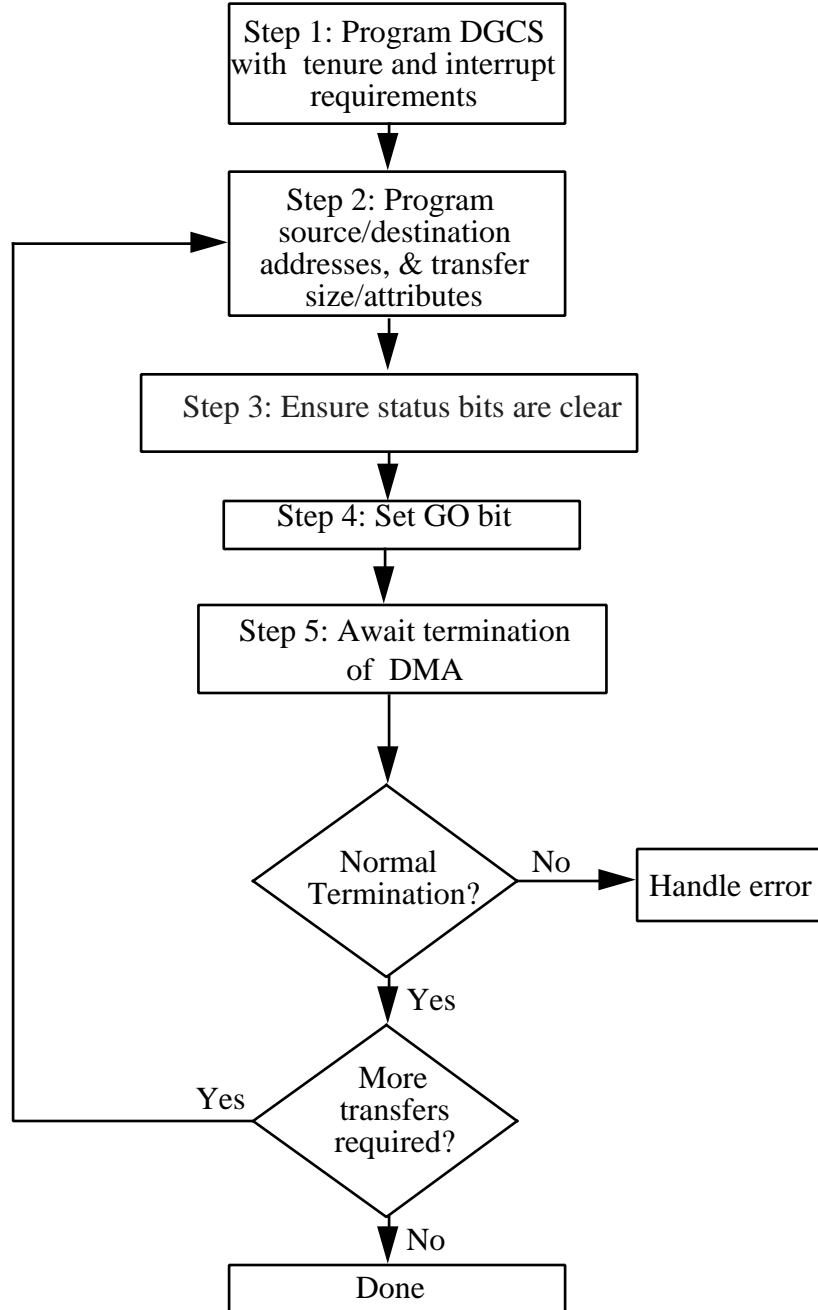 Step 1: Program DGCS
with tenure and interrupt
requirements
Step 2: Program
source/destination
addresses, & transfer
size/attributes
Step 3: Ensure status bits are clear
Step 4: Set GO bit
Step 5: Await termination
of DMA
Normal
Termination?
No
Handle error
Yes
More
transfers
required?
Yes
No
Done